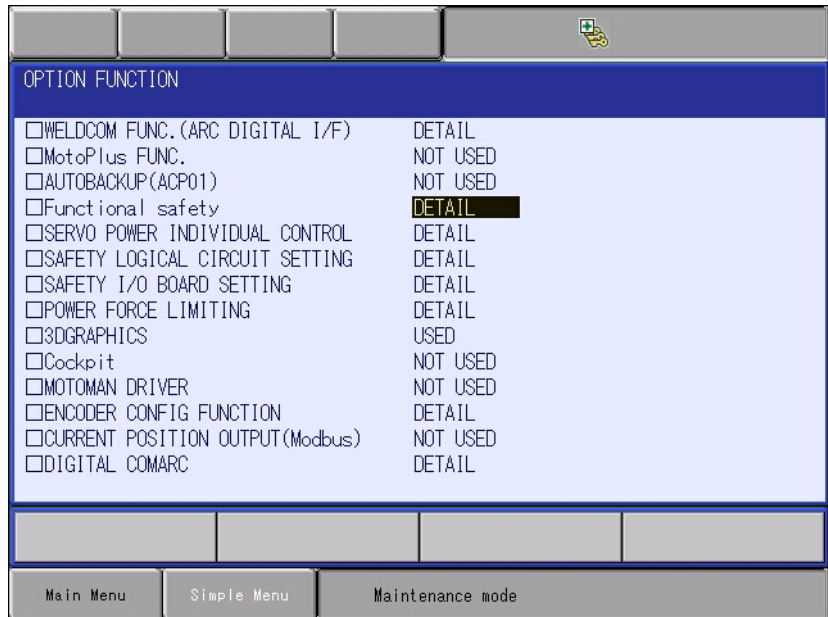 OPTION FUNCTION
□WELDCOM FUNC.(ARC DIGITAL I/F) DETAIL
□MotoPlus FUNC. NOT USED
□AUTOBACKUP(ACP01) NOT USED
□Functional safety DETAIL
□SERVO POWER INDIVIDUAL CONTROL DETAIL
□SAFETY LOGICAL CIRCUIT SETTING DETAIL
□SAFETY I/O BOARD SETTING DETAIL
□POWER FORCE LIMITING DETAIL
□3DGRAPHICS USED
□Cockpit NOT USED
□MOTOMAN DRIVER NOT USED
□ENCODER CONFIG FUNCTION DETAIL
□CURRENT POSITION OUTPUT(Modbus) NOT USED
□DIGITAL COMARC DETAIL
Main Menu Simple Menu Maintenance mode